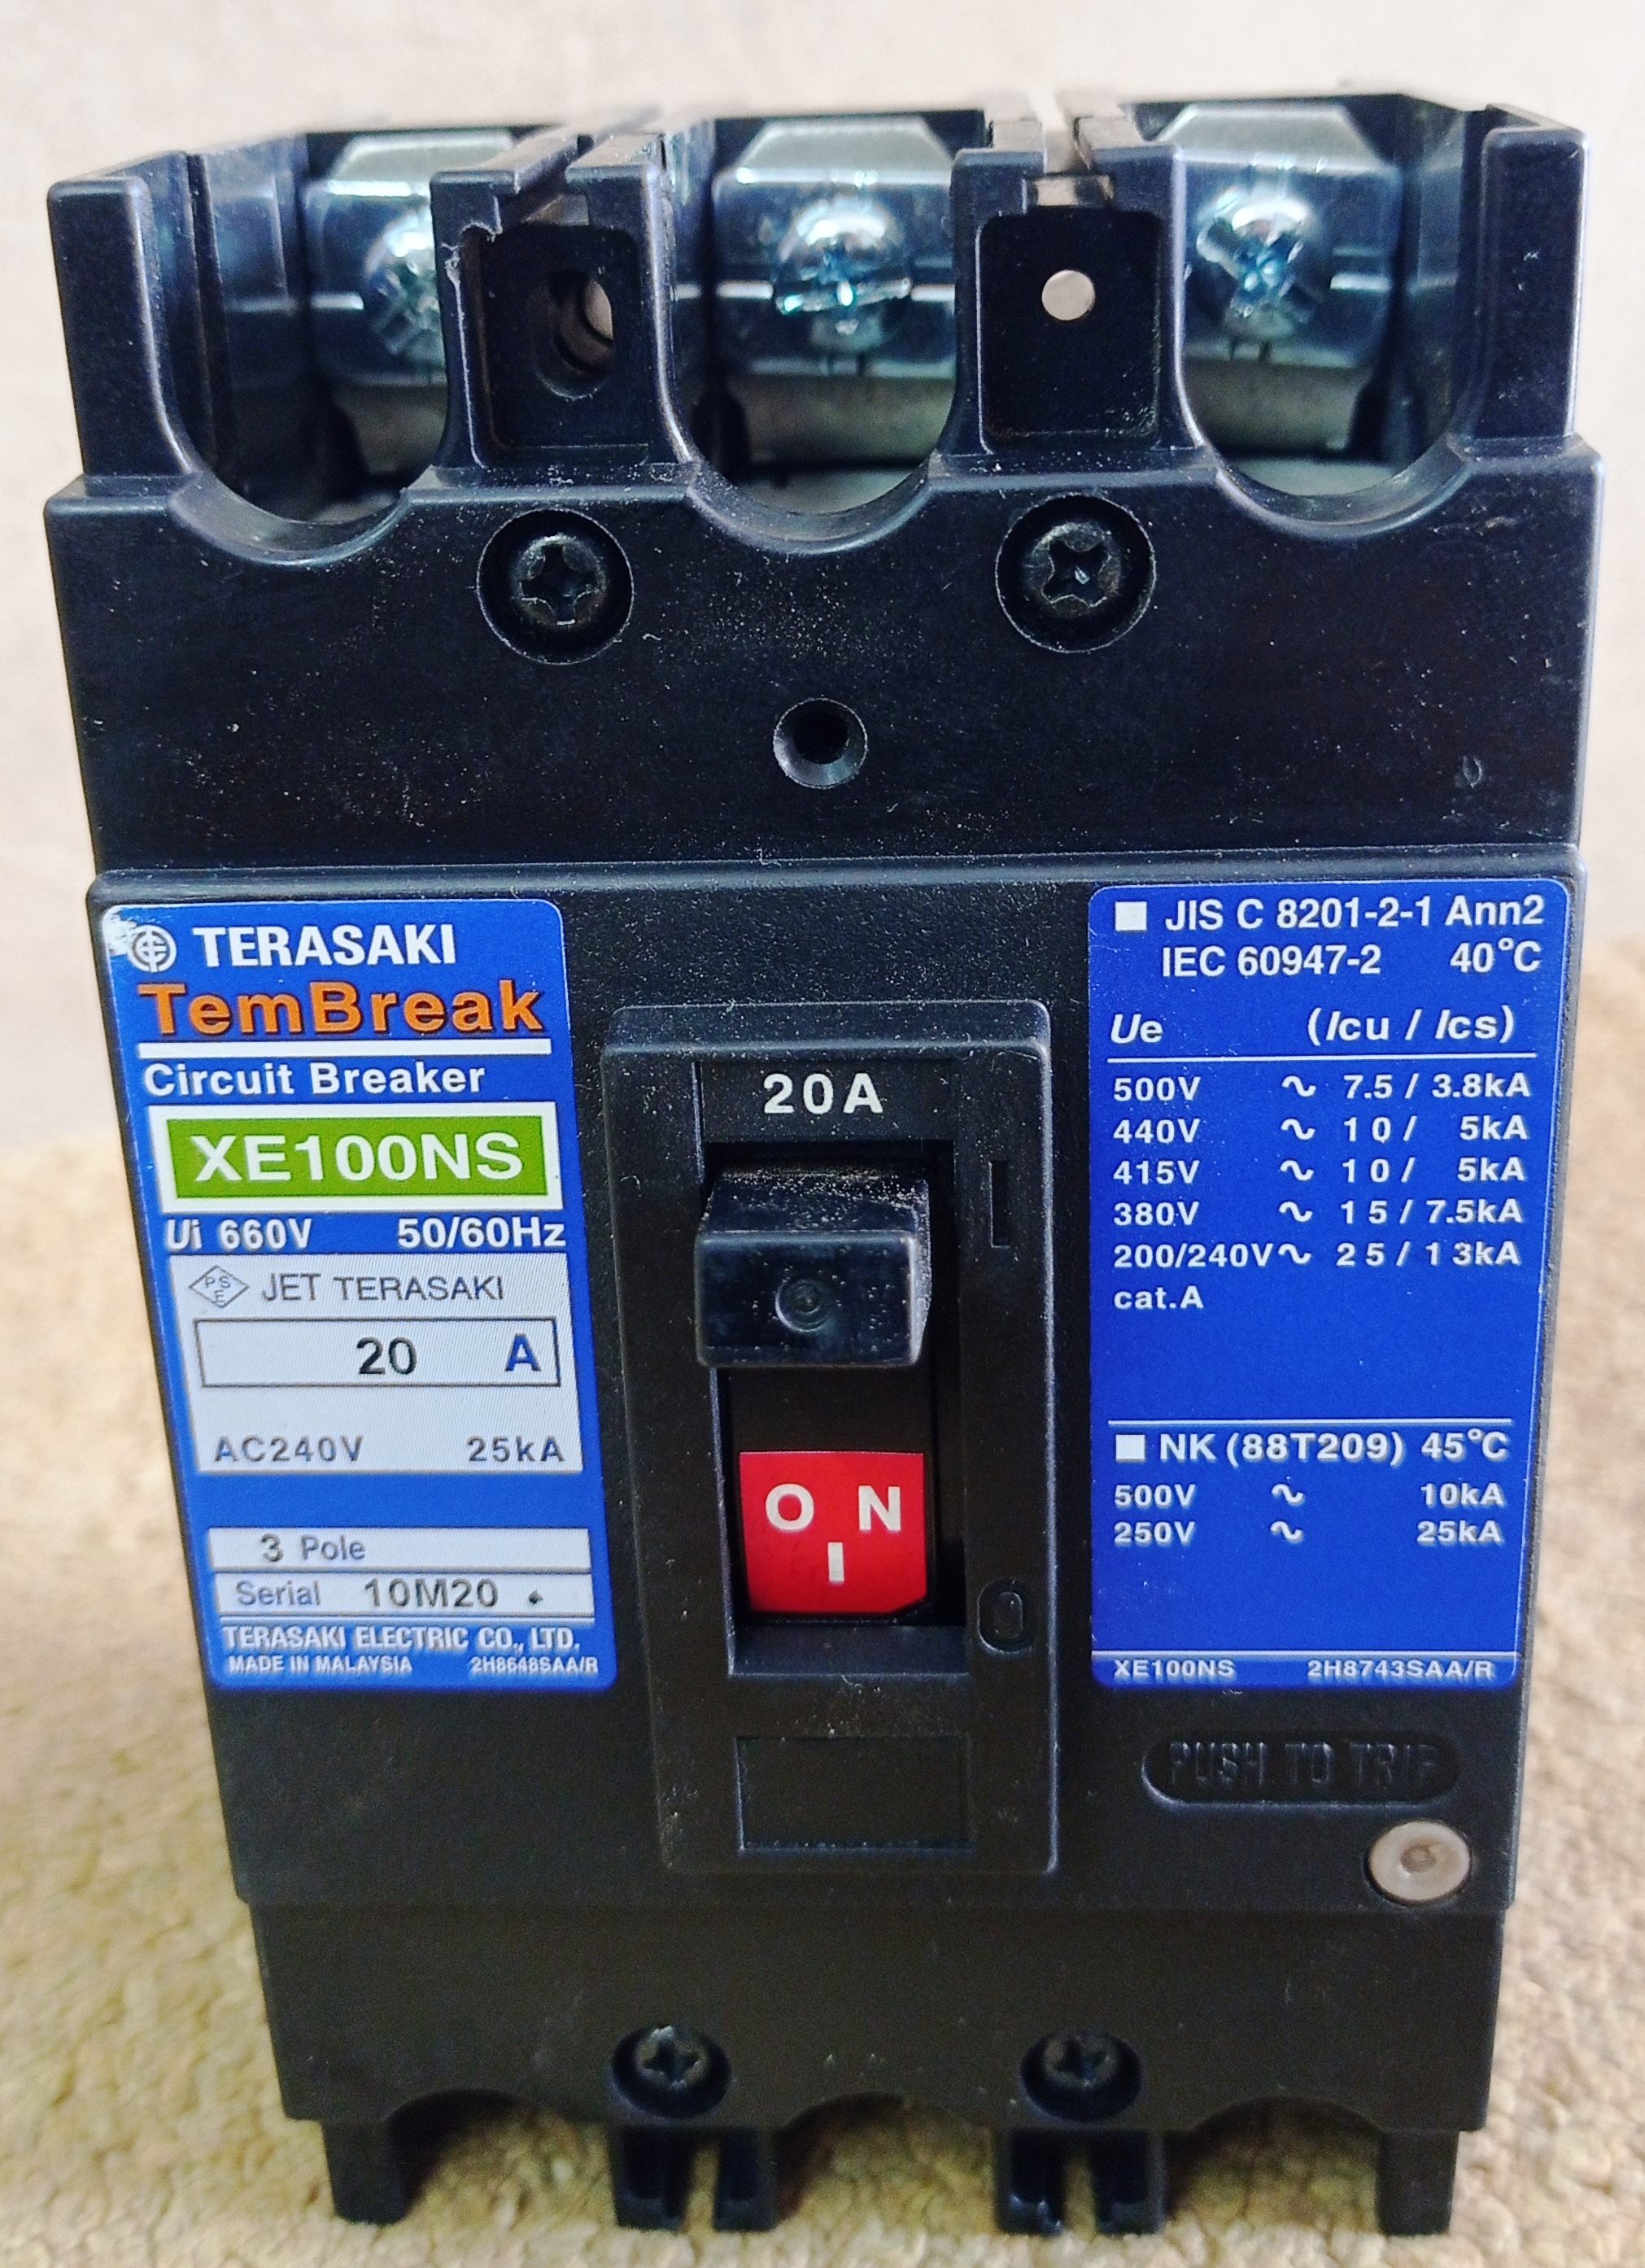 TERASAKI
TemBreak
Circuit Breaker
XE100NS
Ui 660V 50/60Hz
PSE JET TERASAKI
20 A
AC240V 25kA
3 Pole
Serial 10M20
TERASAKI ELECTRIC CO., LTD.
MADE IN MALAYSIA 2H8648SAA/R
20A
I
ON
I
O
JIS C 8201-2-1 Ann2
IEC 60947-2 40°C
Ue (Icu / Ics)
500V ~ 7.5 / 3.8kA
440V ~ 10 / 5kA
415V ~ 10 / 5kA
380V ~ 15 / 7.5kA
200/240V~ 25 / 13kA
cat.A
NK (88T209) 45°C
500V ~ 10kA
250V ~ 25kA
XE100NS 2H8743SAA/R
PUSH TO TRIP